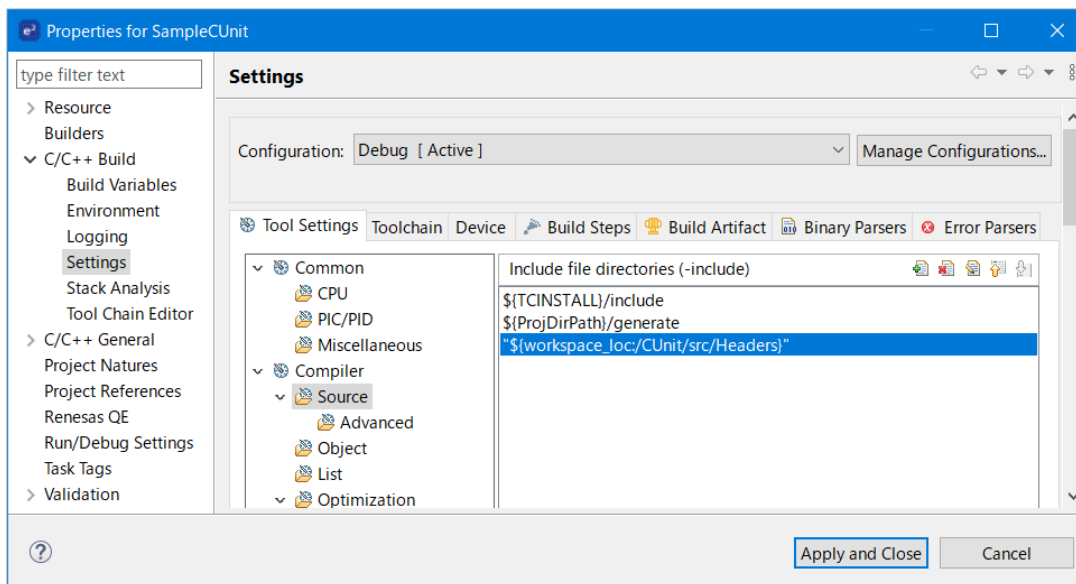 e²
Properties for SampleCUnit
type filter text
Resource
Builders
C/C++ Build
Build Variables
Environment
Logging
Settings
Stack Analysis
Tool Chain Editor
C/C++ General
Project Natures
Project References
Renesas QE
Run/Debug Settings
Task Tags
Validation
Settings
Configuration:
Debug [ Active ]
Manage Configurations...
Tool Settings
Toolchain
Device
Build Steps
Build Artifact
Binary Parsers
Error Parsers
Common
CPU
PIC/PID
Miscellaneous
Compiler
Source
Advanced
Object
List
Optimization
Include file directories (-include)
${TCINSTALL}/include
${ProjDirPath}/generate
"${workspace_loc:/CUnit/src/Headers}"
?
Apply and Close
Cancel